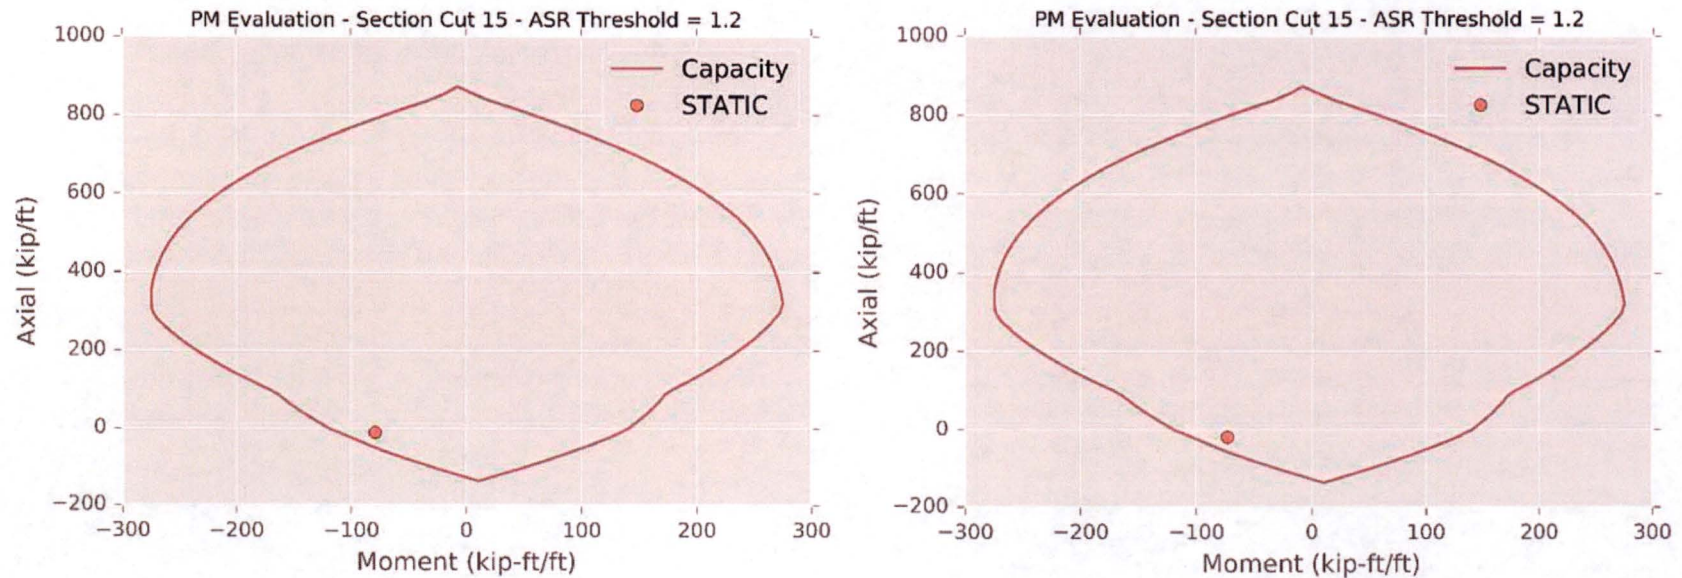 PM Evaluation - Section Cut 15 - ASR Threshold = 1.2
1000
800
600
400
200
0
−200
Axial (kip/ft)
Capacity
STATIC
−300
−200
−100
0
100
200
300
Moment (kip-ft/ft)
PM Evaluation - Section Cut 15 - ASR Threshold = 1.2
1000
800
600
400
200
0
−200
Axial (kip/ft)
Capacity
STATIC
−300
−200
−100
0
100
200
300
Moment (kip-ft/ft)